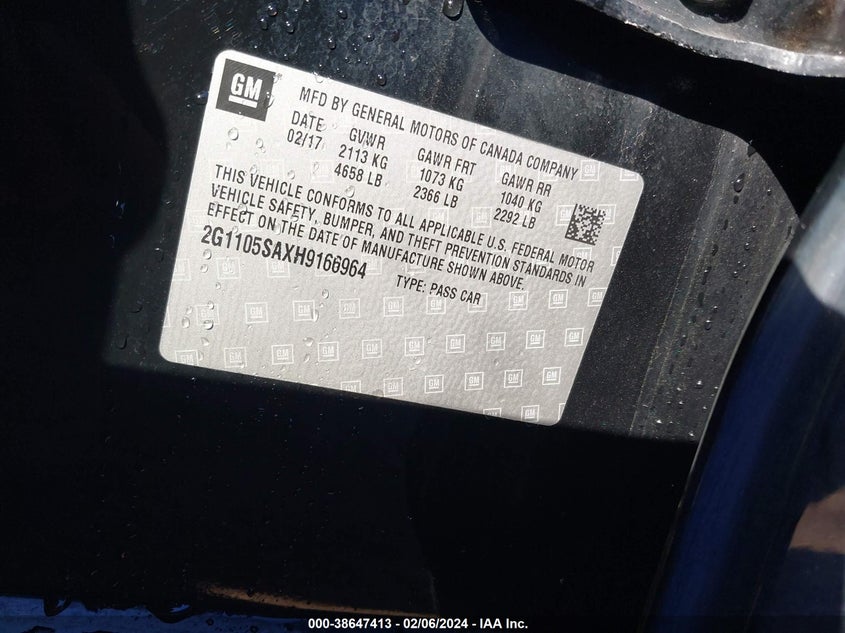 GM
MFD BY GENERAL MOTORS OF CANADA COMPANY
DATE GVWR GAWR FRT GAWR RR
02/17 2113 KG 1073 KG 1040 KG
4658 LB 2366 LB 2292 LB
THIS VEHICLE CONFORMS TO ALL APPLICABLE U.S. FEDERAL MOTOR
VEHICLE SAFETY, BUMPER, AND THEFT PREVENTION STANDARDS IN
EFFECT ON THE DATE OF MANUFACTURE SHOWN ABOVE.
2G1105SAXH9166964 TYPE: PASS CAR
000-38647413 - 02/06/2024 - IAA Inc.